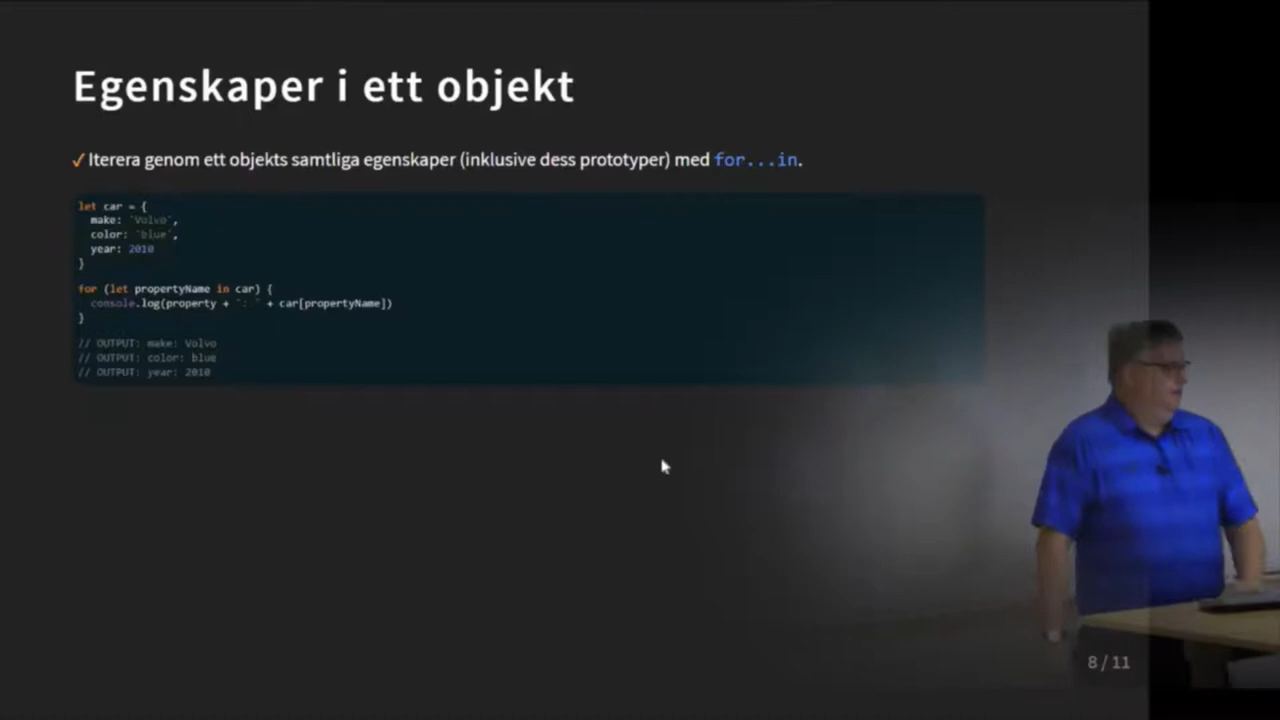 Egenskaper i ett objekt
✓ Iterera genom ett objekts samtliga egenskaper (inklusive dess prototyper) med for...in.
let car = {
make: `Volvo`,
color: `blue`,
year: 2010
}
for (let propertyName in car) {
console.log(property + ": " + car[propertyName])
}
// OUTPUT: make: Volvo
// OUTPUT: color: blue
// OUTPUT: year: 2010
8 / 11